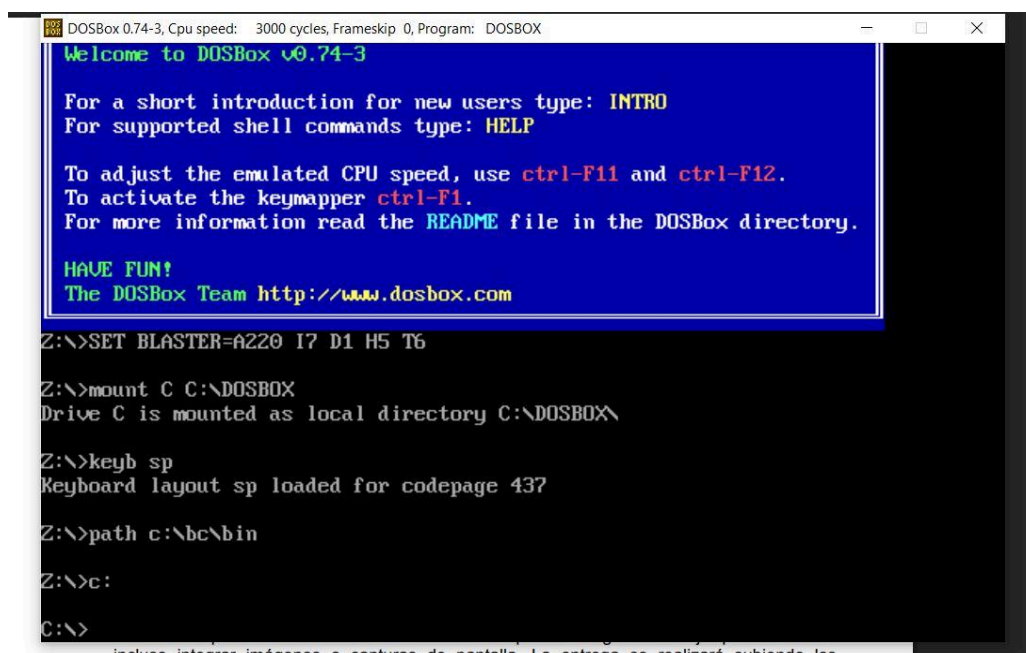 DOSBox 0.74-3, Cpu speed: 3000 cycles, Frameskip 0, Program: DOSBOX
Welcome to DOSBox v0.74-3
For a short introduction for new users type: INTRO
For supported shell commands type: HELP
To adjust the emulated CPU speed, use ctrl-F11 and ctrl-F12.
To activate the keymapper ctrl-F1.
For more information read the README file in the DOSBox directory.
HAVE FUN!
The DOSBox Team http://www.dosbox.com
Z:\>SET BLASTER=A220 I7 D1 H5 T6
Z:\>mount C C:\DOSBOX
Drive C is mounted as local directory C:\DOSBOX\
Z:\>keyb sp
Keyboard layout sp loaded for codepage 437
Z:\>path c:\bc\bin
Z:\>c:
C:\>